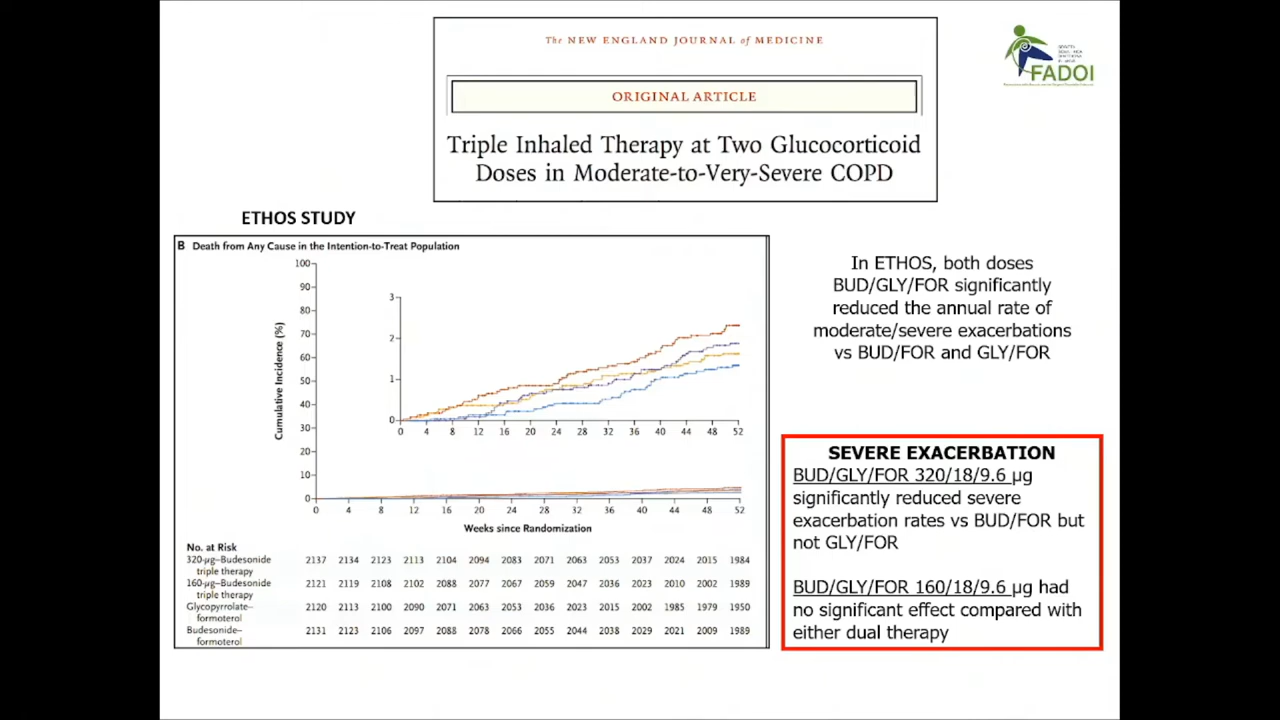 The NEW ENGLAND JOURNAL of MEDICINE
ORIGINAL ARTICLE
Triple Inhaled Therapy at Two Glucocorticoid
Doses in Moderate-to-Very-Severe COPD
FADOI
ETHOS STUDY
B Death from Any Cause in the Intention-to-Treat Population
Cumulative Incidence (%)
100
90
80
70
60
50
40
30
20
10
0
3
2
1
0
0 4 8 12 16 20 24 28 32 36 40 44 48 52
0 4 8 12 16 20 24 28 32 36 40 44 48 52
Weeks since Randomization
No. at Risk
320-µg–Budesonide 2137 2134 2123 2113 2104 2094 2083 2071 2063 2053 2037 2024 2015 1984
triple therapy
160-µg–Budesonide 2121 2119 2108 2102 2088 2077 2067 2059 2047 2036 2023 2010 2002 1989
triple therapy
Glycopyrrolate– 2120 2113 2100 2090 2071 2063 2053 2036 2023 2015 2002 1985 1979 1950
formoterol
Budesonide– 2131 2123 2106 2097 2088 2078 2066 2055 2044 2038 2029 2021 2009 1989
formoterol
In ETHOS, both doses
BUD/GLY/FOR significantly
reduced the annual rate of
moderate/severe exacerbations
vs BUD/FOR and GLY/FOR
SEVERE EXACERBATION
BUD/GLY/FOR 320/18/9.6 µg
significantly reduced severe
exacerbation rates vs BUD/FOR but
not GLY/FOR
BUD/GLY/FOR 160/18/9.6 µg had
no significant effect compared with
either dual therapy